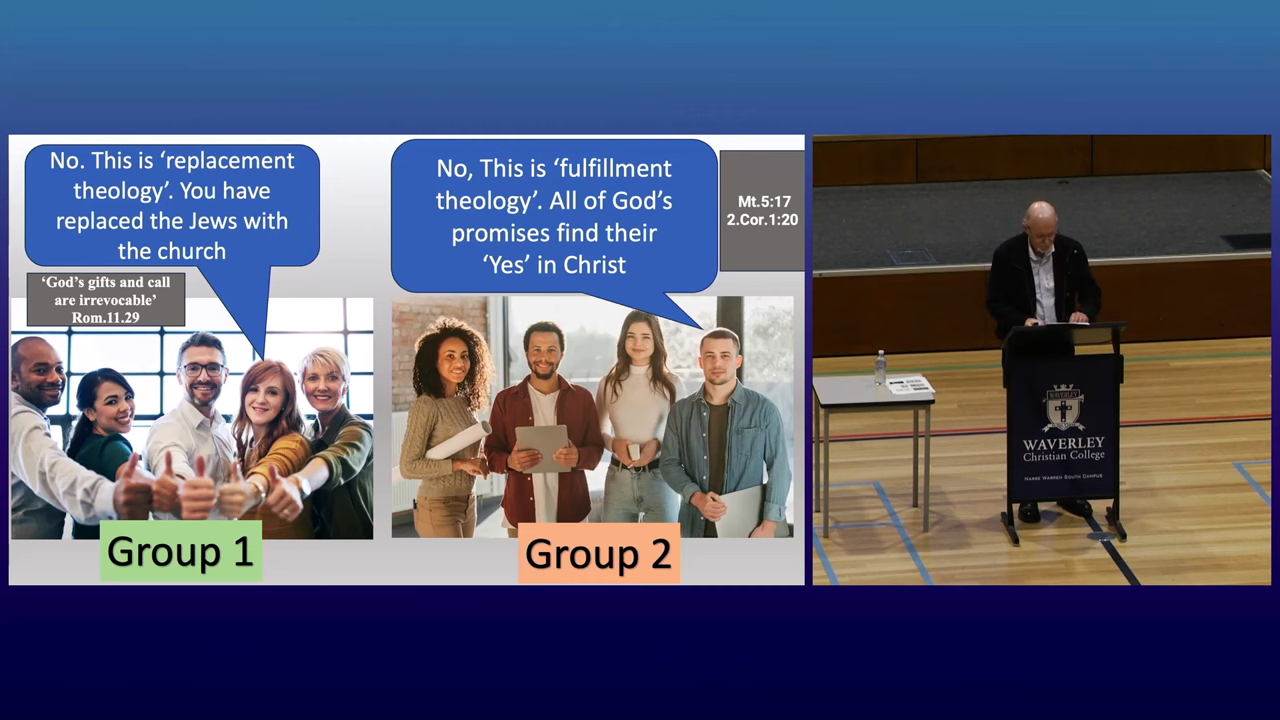 No. This is ‘replacement
theology’. You have
replaced the Jews with
the church
‘God’s gifts and call
are irrevocable’
Rom.11.29
Group 1
No, This is ‘fulfillment
theology’. All of God’s
promises find their
‘Yes’ in Christ
Mt.5:17
2.Cor.1:20
Group 2
WAVERLEY
WAVERLEY
Christian College
NARRE WARREN SOUTH CAMPUS